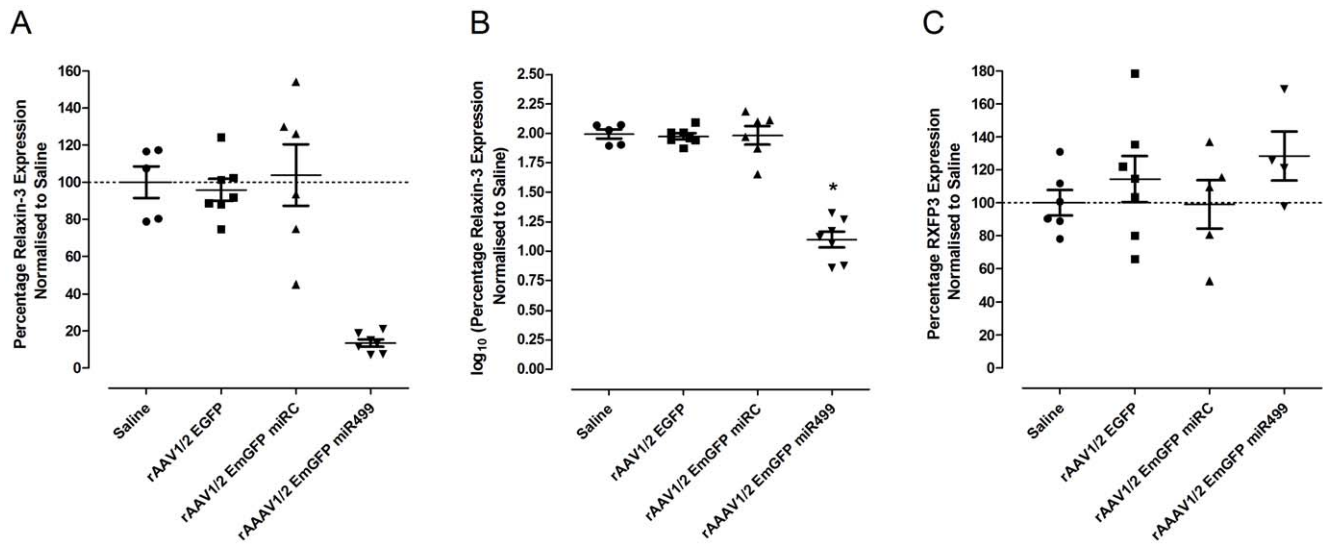 A
Percentage Relaxin-3 Expression
Normalised to Saline
160
140
120
100
80
60
40
20
0
Saline
rAAV1/2 EGFP
rAAV1/2 EmGFP miRC
rAAAV1/2 EmGFP miR499
B
log10 (Percentage Relaxin-3 Expression
Normalised to Saline)
2.50
2.25
2.00
1.75
1.50
1.25
1.00
0.75
0.50
0.25
0.00
*
Saline
rAAV1/2 EGFP
rAAV1/2 EmGFP miRC
rAAAV1/2 EmGFP miR499
C
Percentage RXFP3 Expression
Normalised to Saline
180
160
140
120
100
80
60
40
20
0
Saline
rAAV1/2 EGFP
rAAV1/2 EmGFP miRC
rAAAV1/2 EmGFP miR499